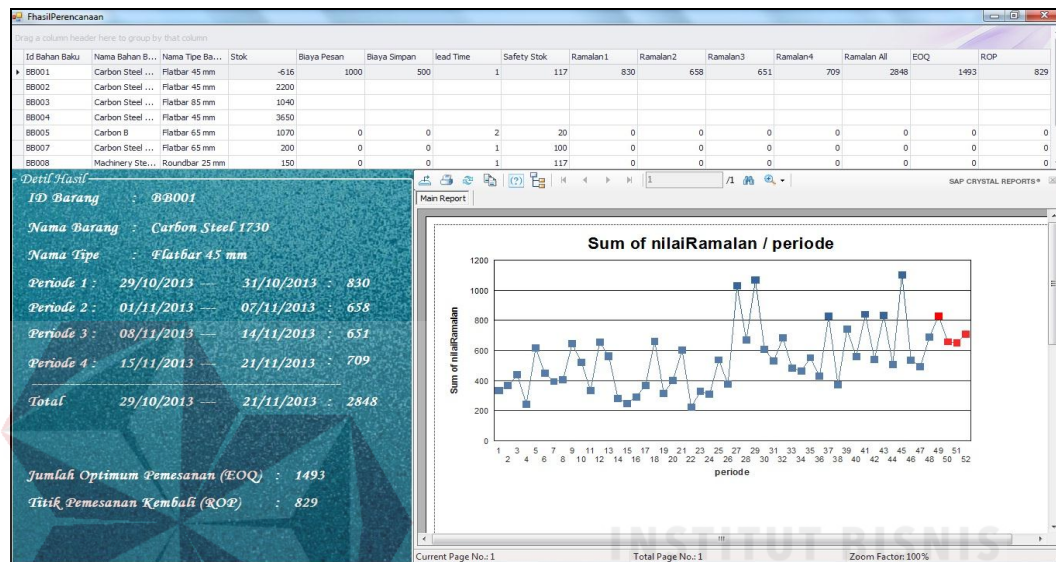 FhasilPerencanaan
Drag a column header here to group by that column
Id Bahan Baku Nama Bahan B... Nama Tipe Ba... Stok Biaya Pesan Biaya Simpan lead Time Safety Stok Ramalan1 Ramalan2 Ramalan3 Ramalan4 Ramalan All EOQ ROP
BB001 Carbon Steel ... Flatbar 45 mm -616 1000 500 1 117 830 658 651 709 2848 1493 829
BB002 Carbon Steel ... Flatbar 45 mm 2200
BB003 Carbon Steel ... Flatbar 85 mm 1040
BB004 Carbon Steel ... Flatbar 45 mm 3650
BB005 Carbon B Flatbar 65 mm 1070 0 0 2 20 0 0 0 0 0 0 0
BB007 Carbon Steel ... Flatbar 65 mm 200 0 0 1 100 0 0 0 0 0 0 0
BB008 Machinery Ste... Roundbar 25 mm 150 0 0 1 117 0 0 0 0 0 0 0
Detil Hasil
ID Barang : BB001
Nama Barang : Carbon Steel 1730
Nama Tipe : Flatbar 45 mm
Periode 1 : 29/10/2013 — 31/10/2013 : 830
Periode 2 : 01/11/2013 — 07/11/2013 : 658
Periode 3 : 08/11/2013 — 14/11/2013 : 651
Periode 4 : 15/11/2013 — 21/11/2013 : 709
Total 29/10/2013 — 21/11/2013 : 2848
Jumlah Optimum Pemesanan (EOQ) : 1493
Titik Pemesanan Kembali (ROP) : 829
1 /1 SAP CRYSTAL REPORTS®
Main Report
Sum of nilaiRamalan / periode
Sum of nilaiRamalan
1200
1000
800
600
400
200
0
1 3 5 7 9 11 13 15 17 19 21 23 25 27 29 31 33 35 37 39 41 43 45 47 49 51
2 4 6 8 10 12 14 16 18 20 22 24 26 28 30 32 34 36 38 40 42 44 46 48 50 52
periode
INSTITUT BISNIS
Current Page No.: 1 Total Page No.: 1 Zoom Factor: 100%